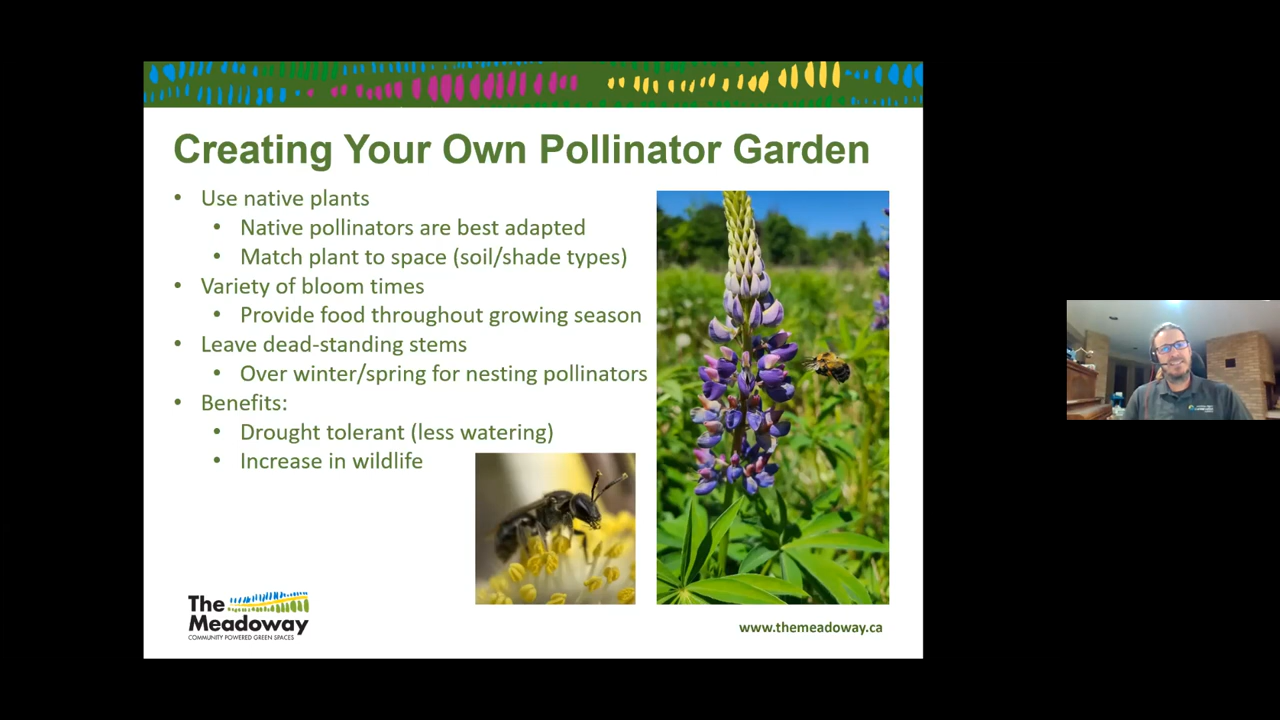 Creating Your Own Pollinator Garden
• Use native plants
• Native pollinators are best adapted
• Match plant to space (soil/shade types)
• Variety of bloom times
• Provide food throughout growing season
• Leave dead-standing stems
• Over winter/spring for nesting pollinators
• Benefits:
• Drought tolerant (less watering)
• Increase in wildlife
The
Meadoway
COMMUNITY POWERED GREEN SPACES
www.themeadoway.ca